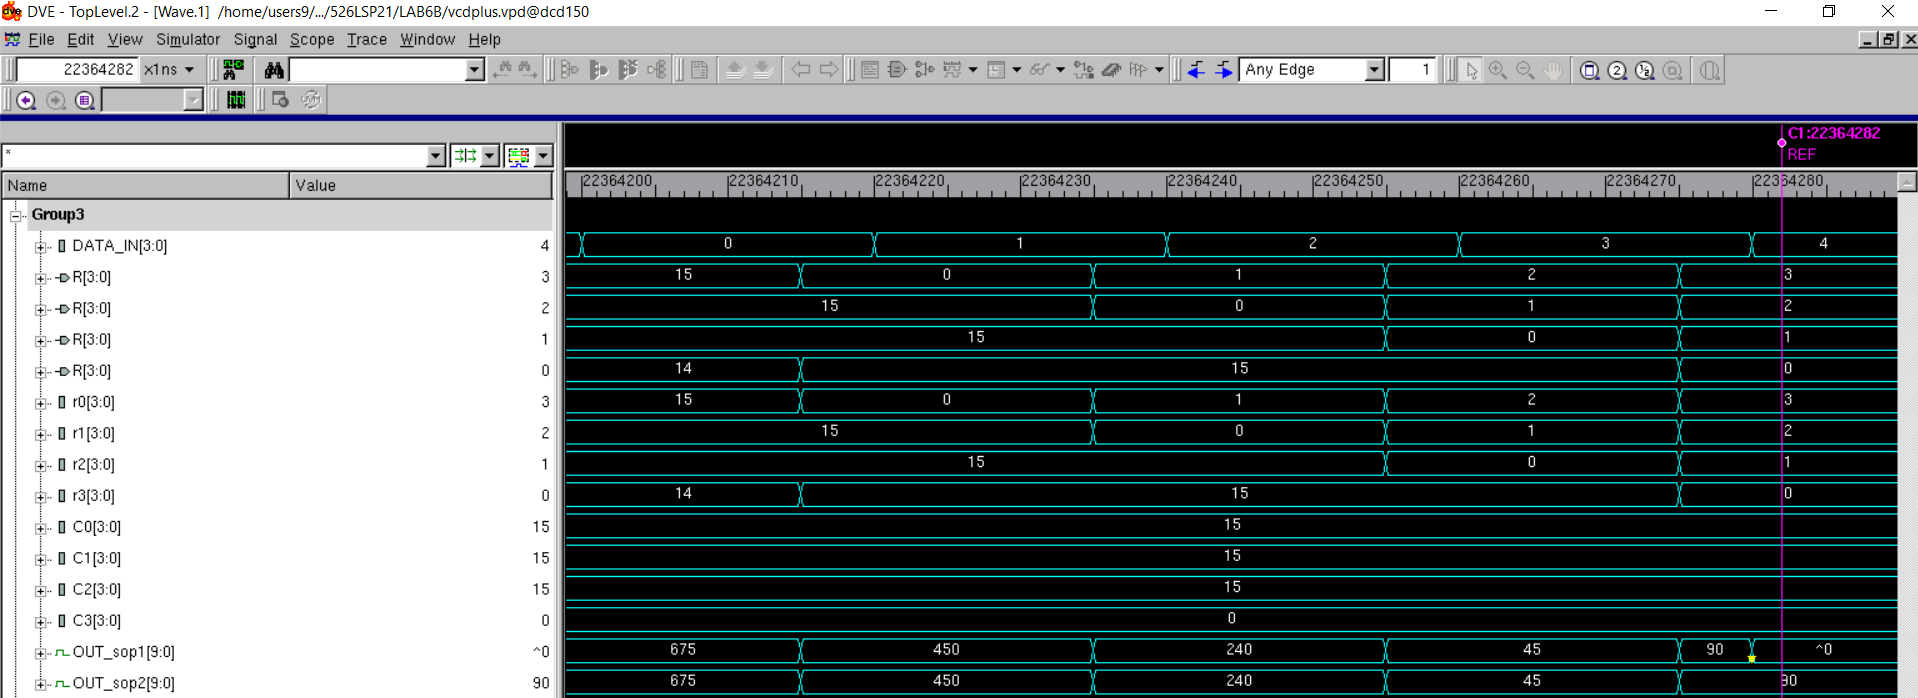 DVE - TopLevel.2 - [Wave.1] /home/users9/.../526LSP21/LAB6B/vcdplus.vpd@dcd150
File Edit View Simulator Signal Scope Trace Window Help
22364282 x1ns Any Edge 1
C1:22364282
REF
*
Name Value
22364200 22364210 22364220 22364230 22364240 22364250 22364260 22364270 22364280
Group3
DATA_IN[3:0] 4 0 1 2 3 4
R[3:0] 3 15 0 1 2 3
R[3:0] 2 15 0 1 2
R[3:0] 1 15 0 1
R[3:0] 0 14 15 0
r0[3:0] 3 15 0 1 2 3
r1[3:0] 2 15 0 1 2
r2[3:0] 1 15 0 1
r3[3:0] 0 14 15 0
C0[3:0] 15 15
C1[3:0] 15 15
C2[3:0] 15 15
C3[3:0] 0 0
OUT_sop1[9:0] ^0 675 450 240 45 90 ^0
OUT_sop2[9:0] 90 675 450 240 45 90